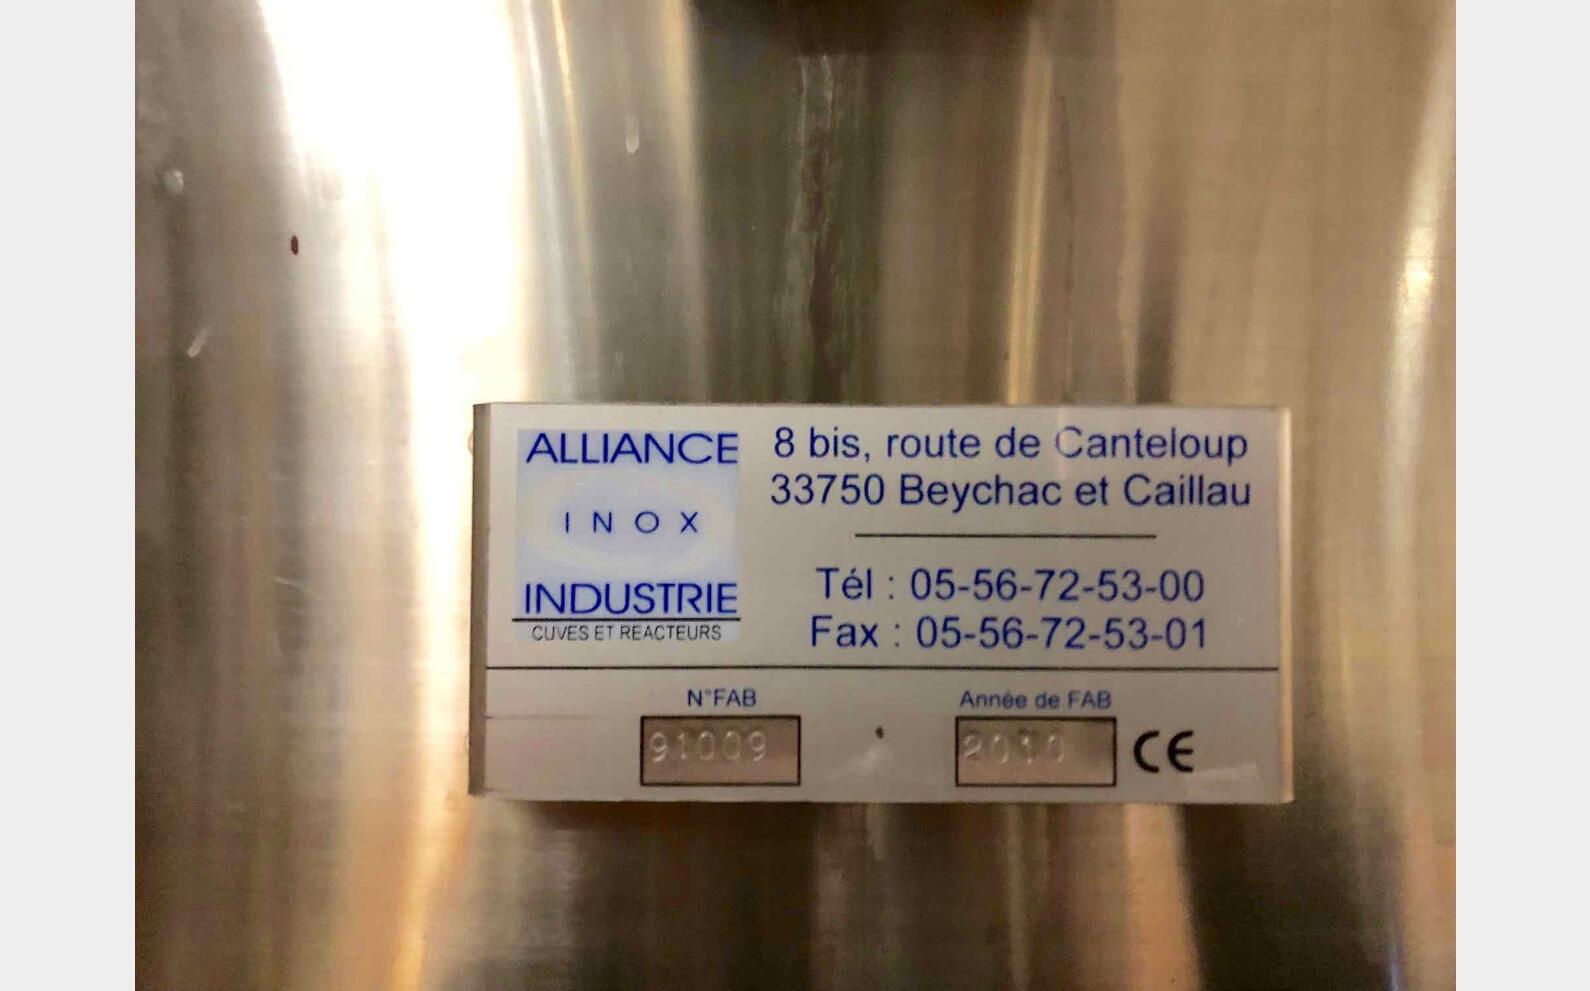 ALLIANCE
INOX
INDUSTRIE
CUVES ET REACTEURS
8 bis, route de Canteloup
33750 Beychac et Caillau
Tél : 05-56-72-53-00
Fax : 05-56-72-53-01
N°FAB
91009
Année de FAB
2010
CE